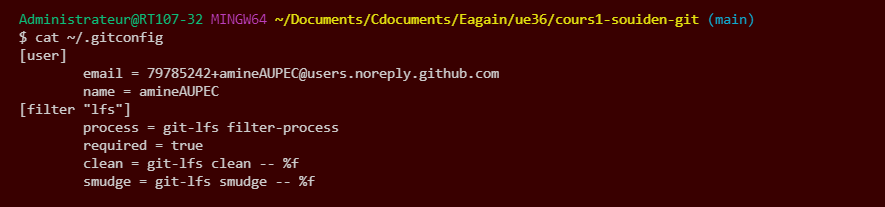 Administrateur@RT107-32 MINGW64 ~/Documents/Cdocuments/Eagain/ue36/cours1-souiden-git (main)
$ cat ~/.gitconfig
[user]
        email = 79785242+amineAUPEC@users.noreply.github.com
        name = amineAUPEC
[filter "lfs"]
        process = git-lfs filter-process
        required = true
        clean = git-lfs clean -- %f
        smudge = git-lfs smudge -- %f